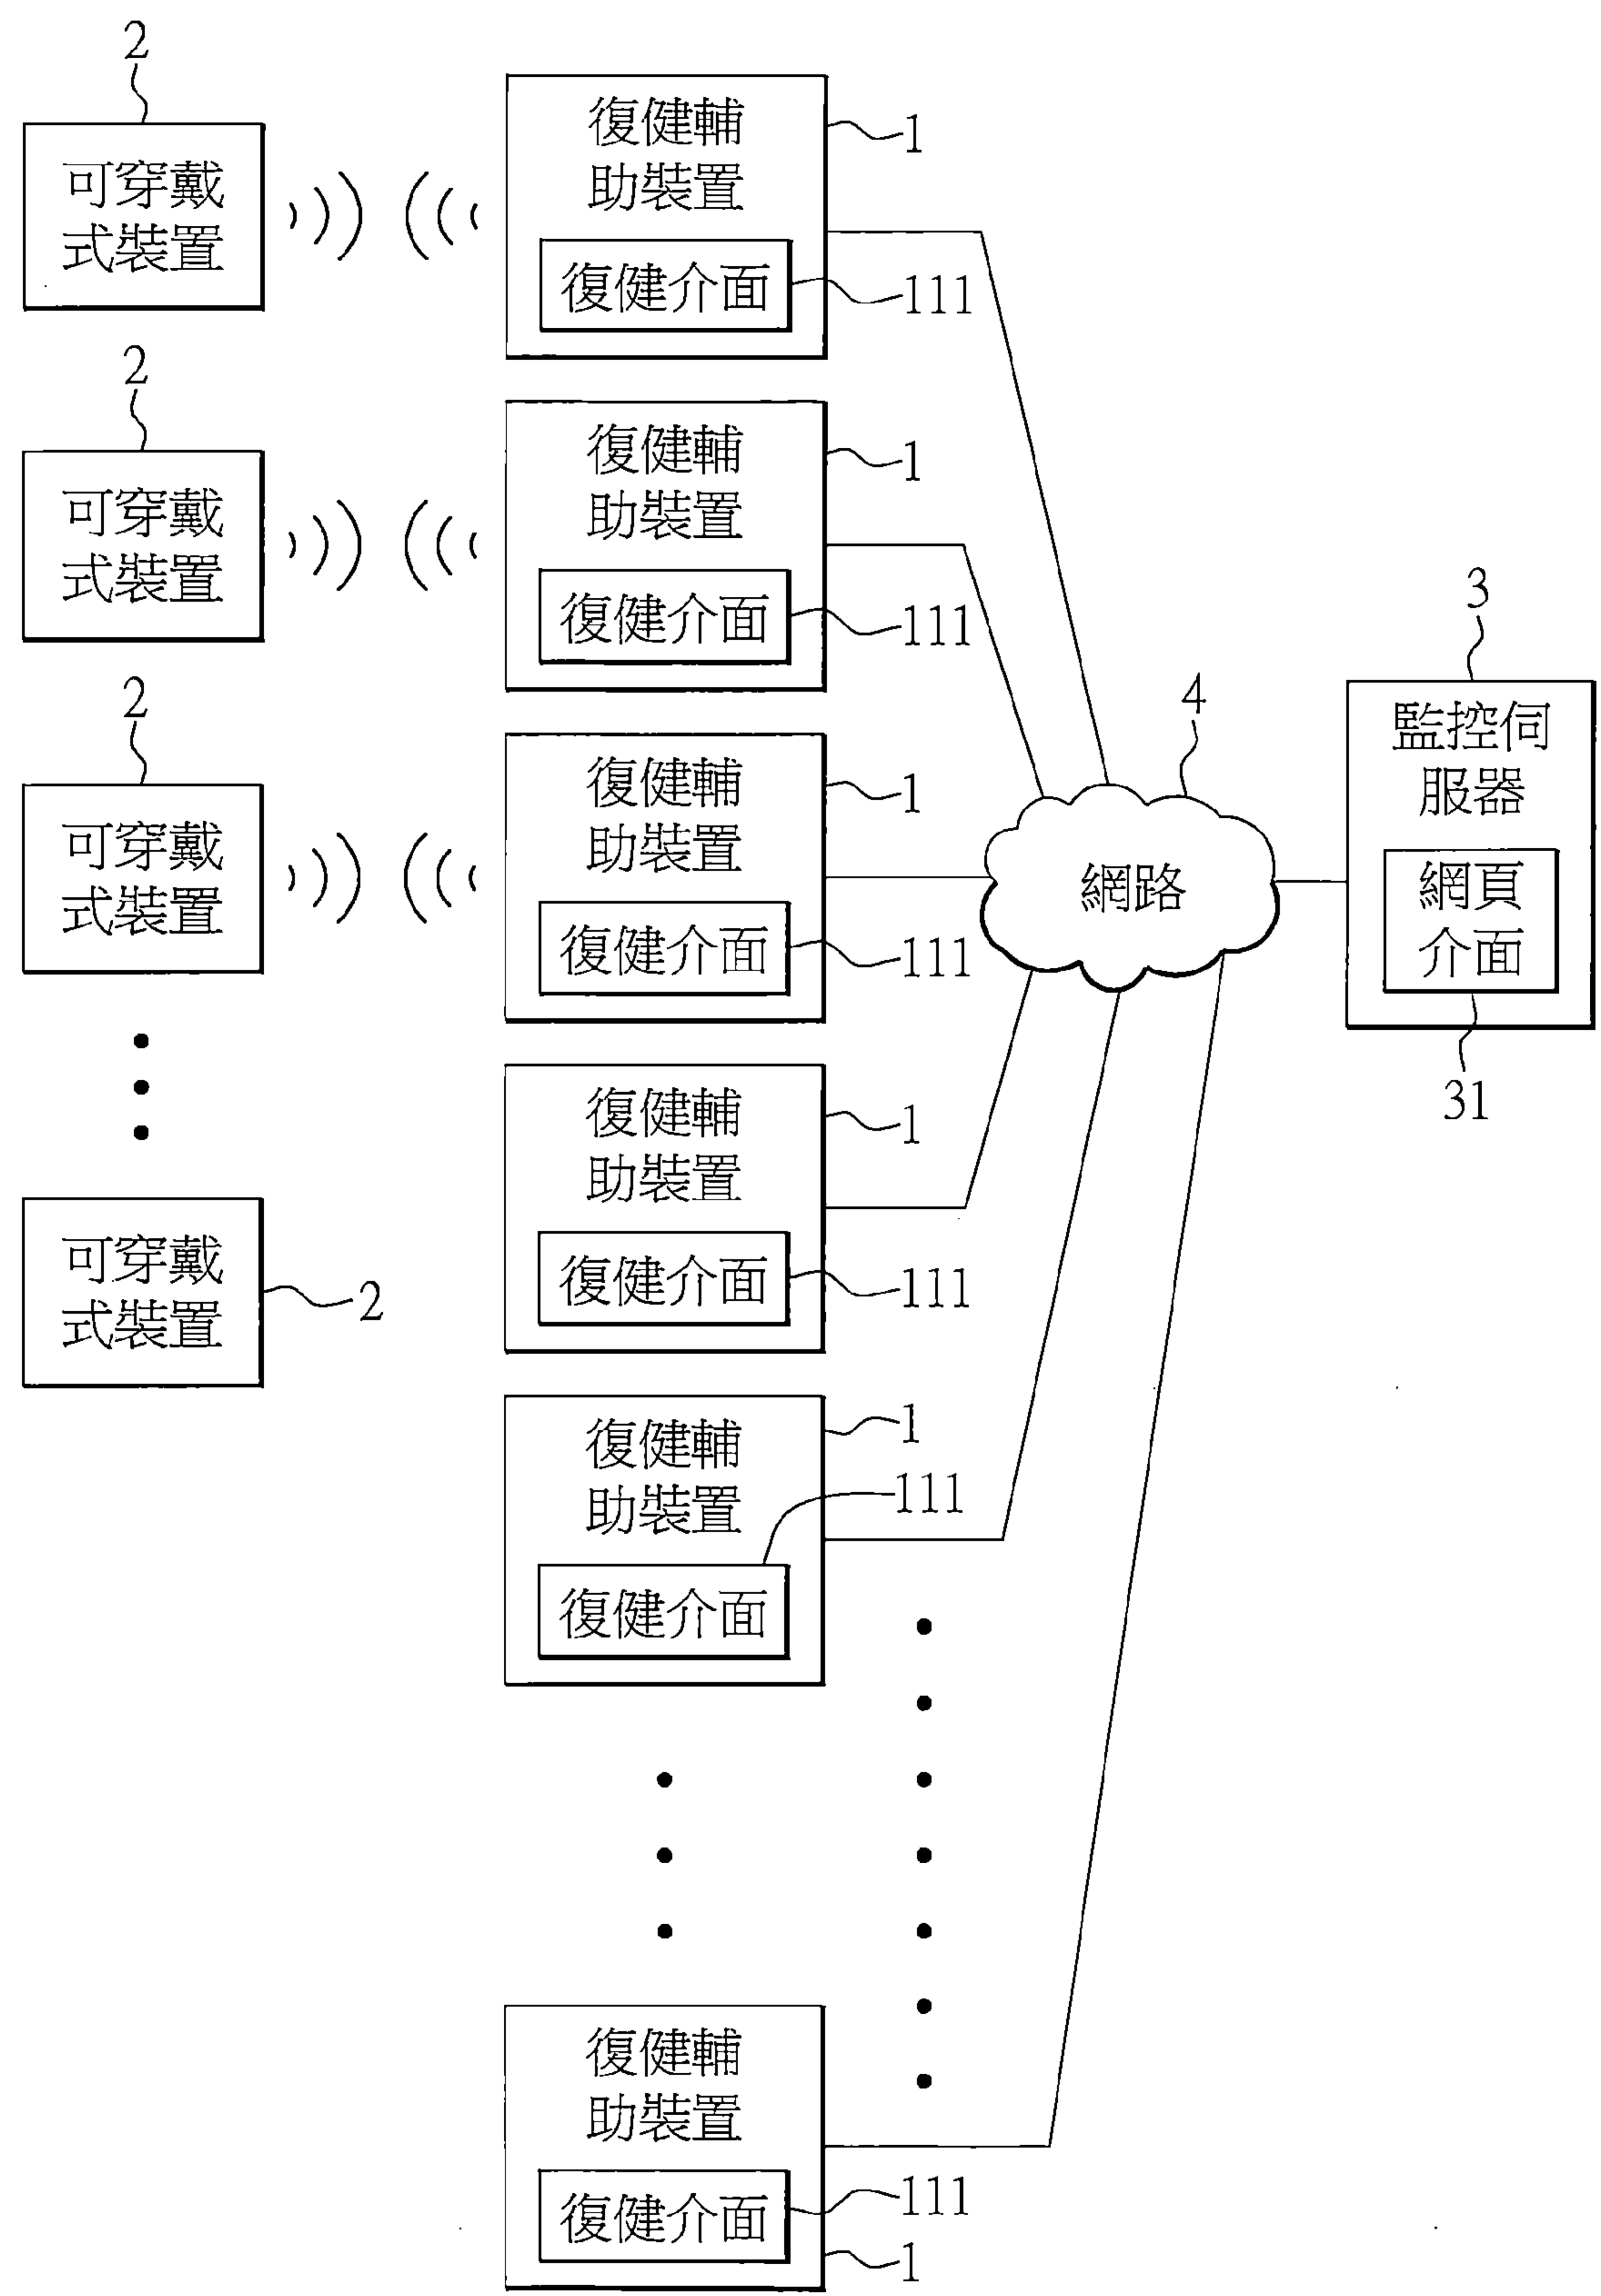 2
可穿戴
式裝置
復健輔
助裝置
復健介面
1
111
2
可穿戴
式裝置
復健輔
助裝置
復健介面
1
111
2
可穿戴
式裝置
復健輔
助裝置
復健介面
1
111
4
網路
3
監控伺
服器
網頁
介面
31
可穿戴
式裝置
2
復健輔
助裝置
復健介面
1
111
復健輔
助裝置
復健介面
1
111
復健輔
助裝置
復健介面
111
1